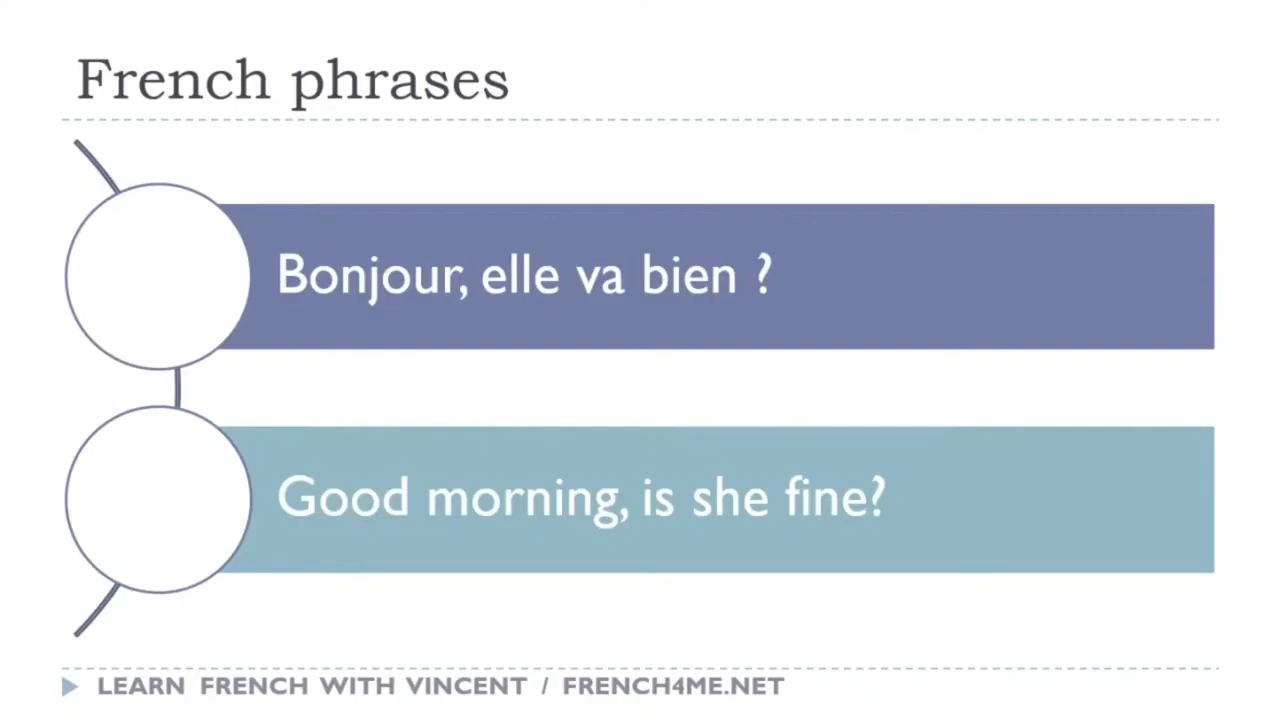 French phrases
Bonjour, elle va bien ?
Good morning, is she fine?
LEARN FRENCH WITH VINCENT / FRENCH4ME.NET